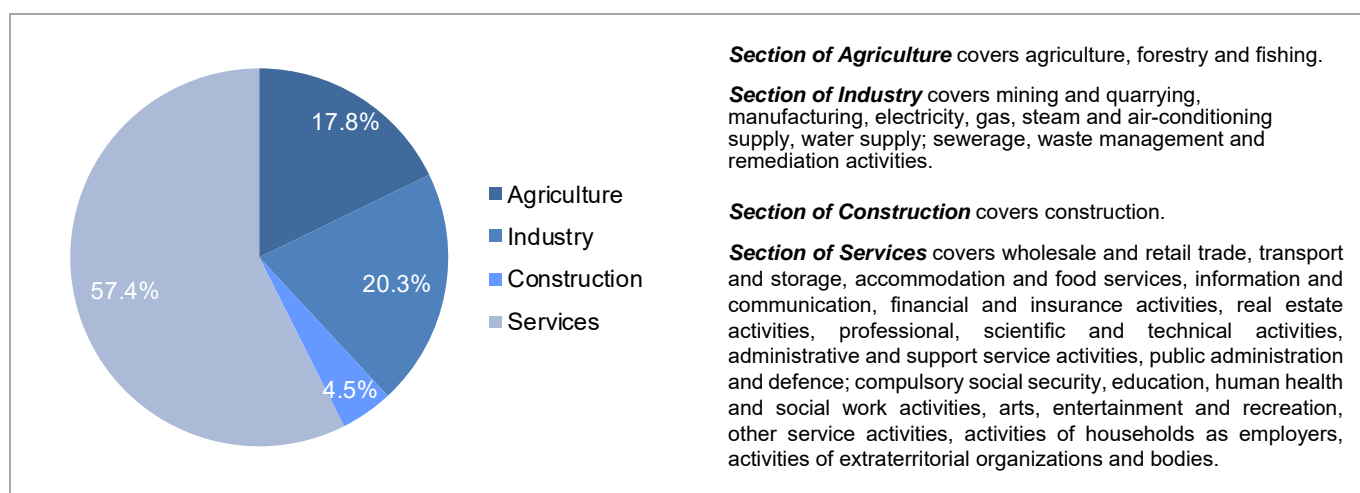 17.8%
20.3%
4.5%
57.4%
Agriculture
Industry
Construction
Services
Section of Agriculture covers agriculture, forestry and fishing.
Section of Industry covers mining and quarrying,
manufacturing, electricity, gas, steam and air-conditioning
supply, water supply; sewerage, waste management and
remediation activities.
Section of Construction covers construction.
Section of Services covers wholesale and retail trade, transport
and storage, accommodation and food services, information and
communication, financial and insurance activities, real estate
activities, professional, scientific and technical activities,
administrative and support service activities, public administration
and defence; compulsory social security, education, human health
and social work activities, arts, entertainment and recreation,
other service activities, activities of households as employers,
activities of extraterritorial organizations and bodies.